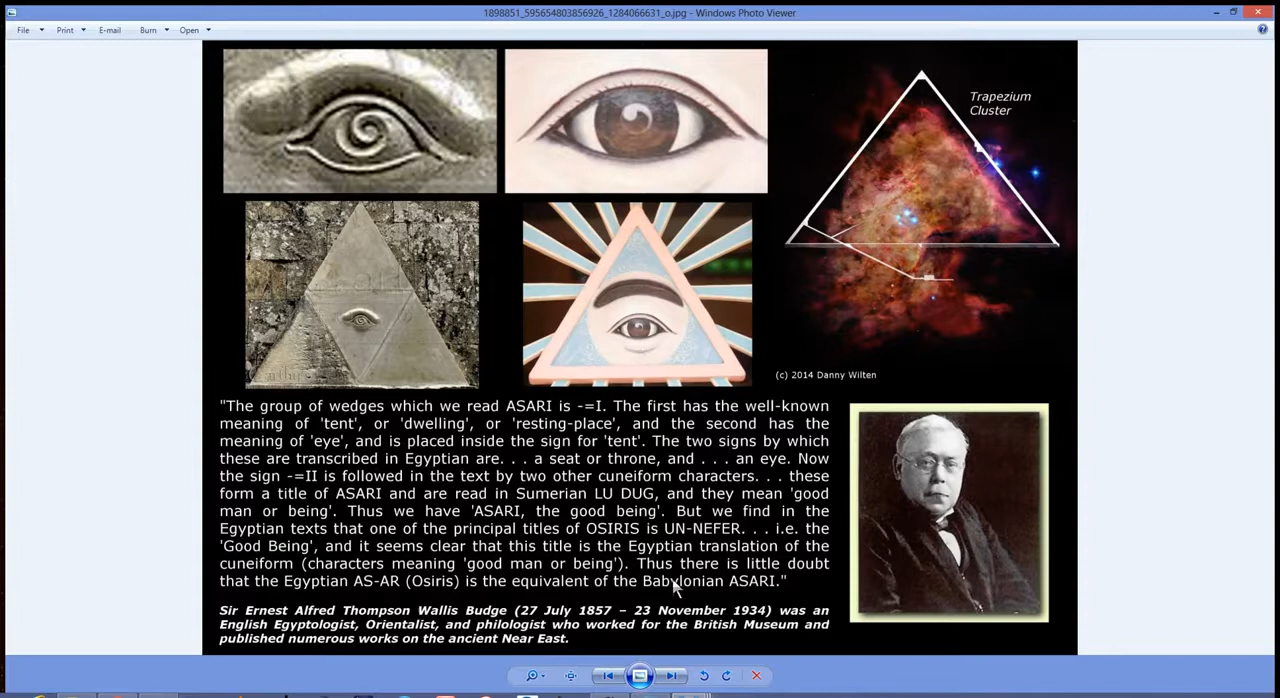 1898851_595654803856926_1284066631_o.jpg - Windows Photo Viewer
File Print E-mail Burn Open
Trapezium
Cluster
(c) 2014 Danny Wilten
"The group of wedges which we read ASARI is -=I. The first has the well-known
meaning of 'tent', or 'dwelling', or 'resting-place', and the second has the
meaning of 'eye', and is placed inside the sign for 'tent'. The two signs by which
these are transcribed in Egyptian are. . . a seat or throne, and . . . an eye. Now
the sign -=II is followed in the text by two other cuneiform characters. . . these
form a title of ASARI and are read in Sumerian LU DUG, and they mean 'good
man or being'. Thus we have 'ASARI, the good being'. But we find in the
Egyptian texts that one of the principal titles of OSIRIS is UN-NEFER. . . i.e. the
'Good Being', and it seems clear that this title is the Egyptian translation of the
cuneiform (characters meaning 'good man or being'). Thus there is little doubt
that the Egyptian AS-AR (Osiris) is the equivalent of the Babylonian ASARI."
Sir Ernest Alfred Thompson Wallis Budge (27 July 1857 – 23 November 1934) was an
English Egyptologist, Orientalist, and philologist who worked for the British Museum and
published numerous works on the ancient Near East.